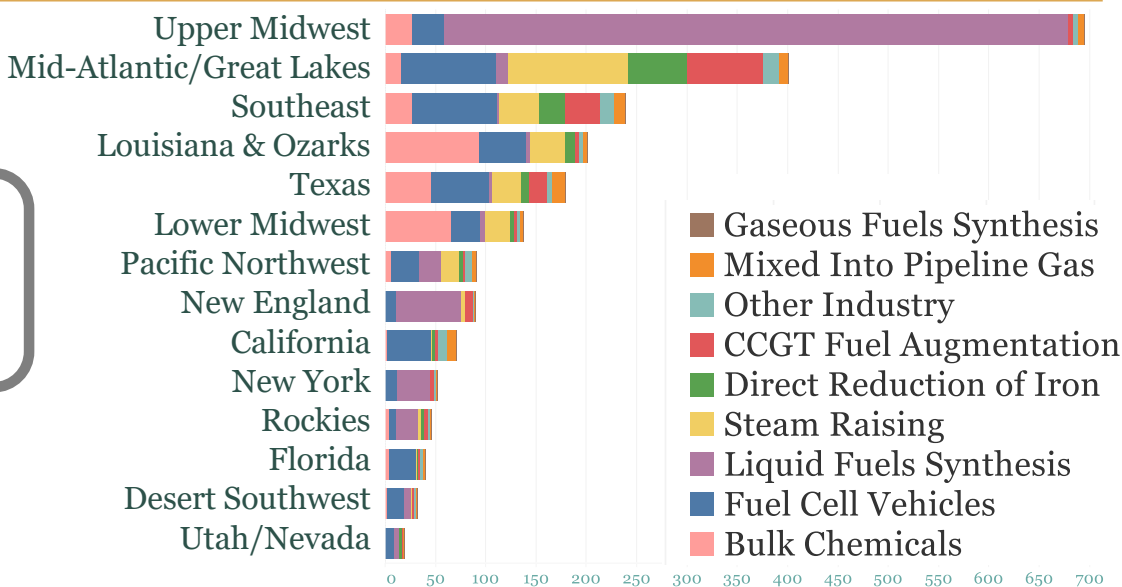 Upper Midwest
Mid-Atlantic/Great Lakes
Southeast
Louisiana & Ozarks
Texas
Lower Midwest
Pacific Northwest
New England
California
New York
Rockies
Florida
Desert Southwest
Utah/Nevada
Gaseous Fuels Synthesis
Mixed Into Pipeline Gas
Other Industry
CCGT Fuel Augmentation
Direct Reduction of Iron
Steam Raising
Liquid Fuels Synthesis
Fuel Cell Vehicles
Bulk Chemicals
0 50 100 150 200 250 300 350 400 450 500 550 600 650 700